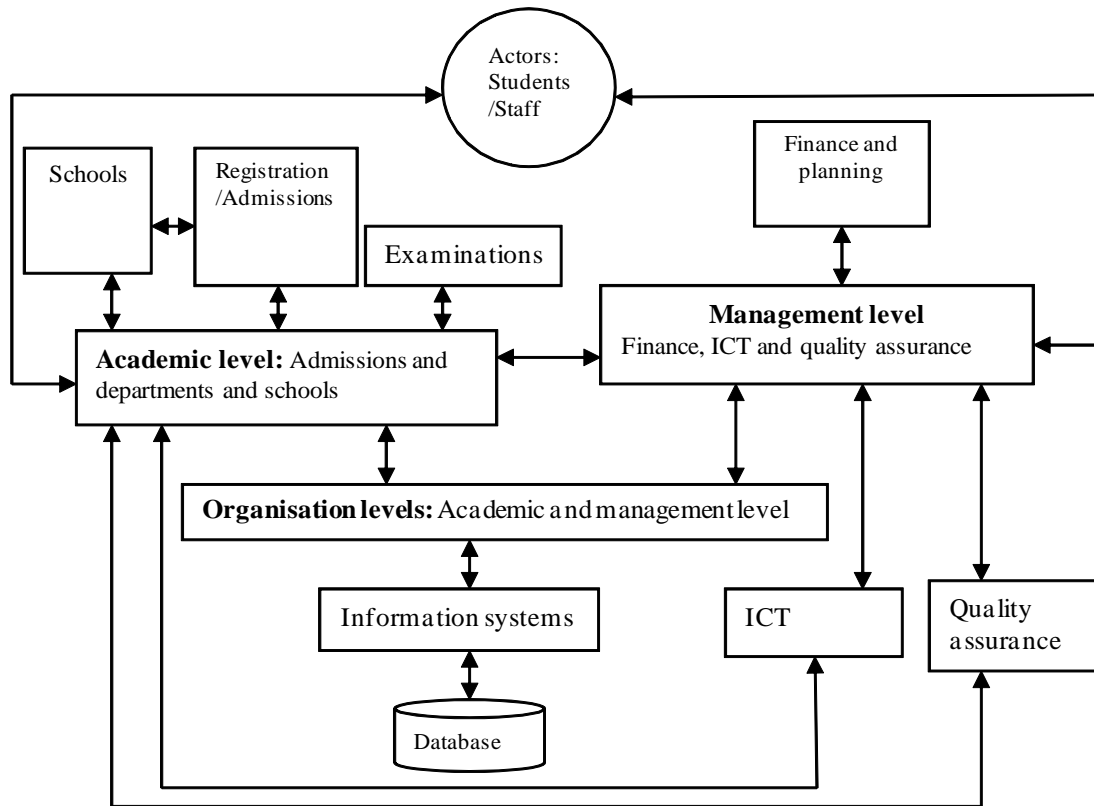 Actors:
Students
/Staff
Schools
Registration
/Admissions
Examinations
Finance and
planning
Management level
Finance, ICT and quality assurance
Academic level: Admissions and
departments and schools
Organisation levels: Academic and management level
Information systems
ICT
Quality
assurance
Database